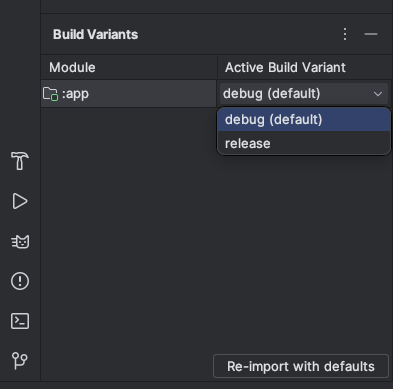 Build Variants
Module
Active Build Variant
:app
debug (default)
debug (default)
release
Re-import with defaults